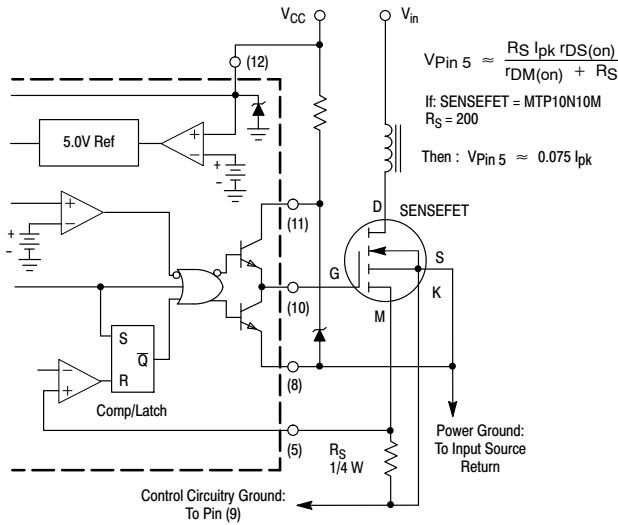 VCC
Vin
(12)
VPin 5 ≈ RS Ipk rDS(on) / rDM(on) + RS
If: SENSEFET = MTP10N10M
RS = 200
Then : VPin 5 ≈ 0.075 Ipk
5.0V Ref
+
-
+
-
+
-
+
-
(11)
D
SENSEFET
G
S
K
M
(10)
S
Q
R
-
+
Comp/Latch
(8)
(5)
RS
1/4 W
Power Ground:
To Input Source
Return
Control Circuitry Ground:
To Pin (9)